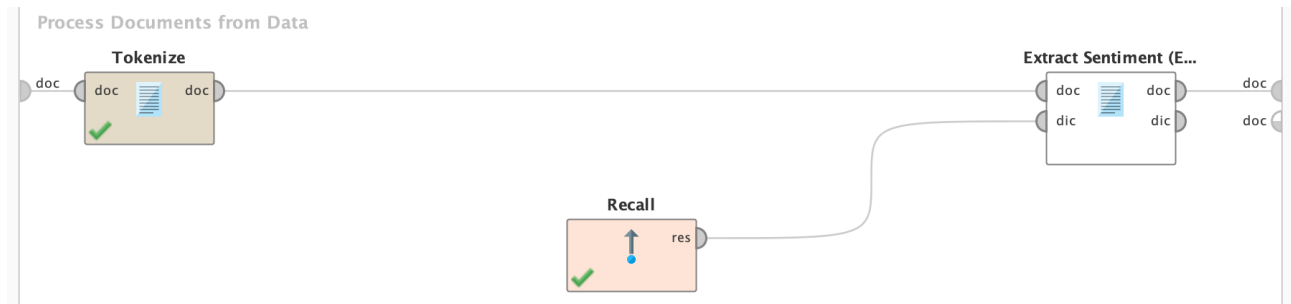 Process Documents from Data
Tokenize
Extract Sentiment (E...
doc
doc
doc
doc
doc
doc
dic
dic
doc
Recall
res